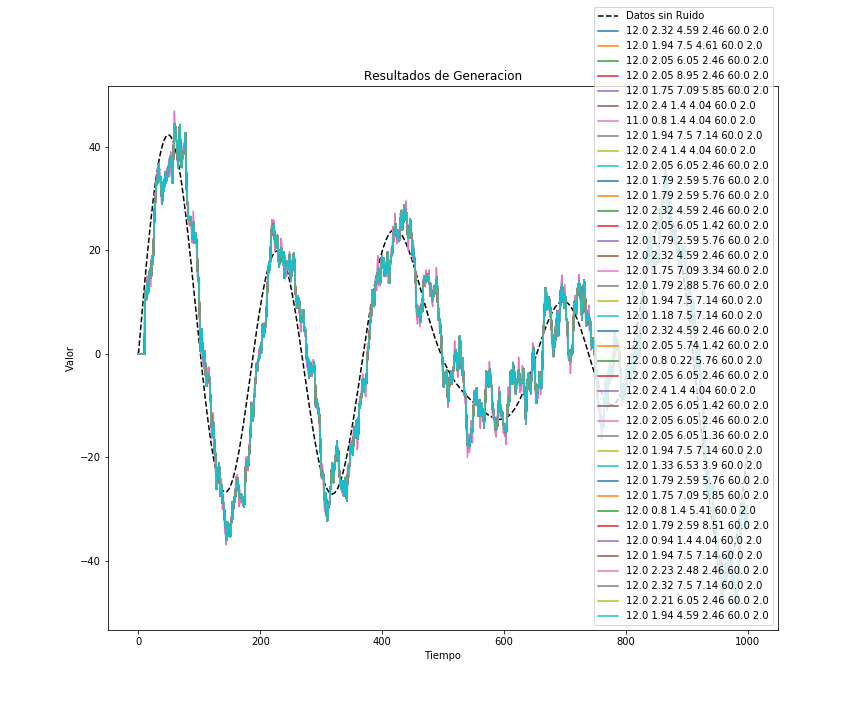 Datos sin Ruido
12.0 2.32 4.59 2.46 60.0 2.0
12.0 1.94 7.5 4.61 60.0 2.0
12.0 2.05 6.05 2.46 60.0 2.0
12.0 2.05 8.95 2.46 60.0 2.0
12.0 1.75 7.09 5.85 60.0 2.0
12.0 2.4 1.4 4.04 60.0 2.0
11.0 0.8 1.4 4.04 60.0 2.0
12.0 1.94 7.5 7.14 60.0 2.0
12.0 2.4 1.4 4.04 60.0 2.0
12.0 2.05 6.05 2.46 60.0 2.0
12.0 1.79 2.59 5.76 60.0 2.0
12.0 1.79 2.59 5.76 60.0 2.0
12.0 2.32 4.59 2.46 60.0 2.0
12.0 2.05 6.05 1.42 60.0 2.0
12.0 1.79 2.59 5.76 60.0 2.0
12.0 2.32 4.59 2.46 60.0 2.0
12.0 1.75 7.09 3.34 60.0 2.0
12.0 1.79 2.88 5.76 60.0 2.0
12.0 1.94 7.5 7.14 60.0 2.0
12.0 1.18 7.5 7.14 60.0 2.0
12.0 2.32 4.59 2.46 60.0 2.0
12.0 2.05 5.74 1.42 60.0 2.0
12.0 0.8 0.22 5.76 60.0 2.0
12.0 2.05 6.05 2.46 60.0 2.0
12.0 2.4 1.4 4.04 60.0 2.0
12.0 2.05 6.05 1.42 60.0 2.0
12.0 2.05 6.05 2.46 60.0 2.0
12.0 2.05 6.05 1.36 60.0 2.0
12.0 1.94 7.5 7.14 60.0 2.0
12.0 1.33 6.53 3.9 60.0 2.0
12.0 1.79 2.59 5.76 60.0 2.0
12.0 1.75 7.09 5.85 60.0 2.0
12.0 0.8 1.4 5.41 60.0 2.0
12.0 1.79 2.59 8.51 60.0 2.0
12.0 0.94 1.4 4.04 60.0 2.0
12.0 1.94 7.5 7.14 60.0 2.0
12.0 2.23 2.48 2.46 60.0 2.0
12.0 2.32 7.5 7.14 60.0 2.0
12.0 2.21 6.05 2.46 60.0 2.0
12.0 1.94 4.59 2.46 60.0 2.0
Resultados de Generacion
Valor
40
20
0
−20
−40
0 200 400 600 800 1000
Tiempo